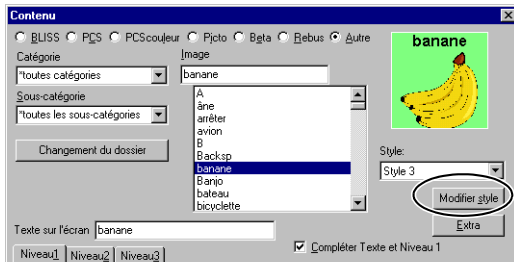 Contenu
BLISS PCS PCScouleur Picto Beta Rebus Autre
Catégorie
*toutes catégories
Sous-catégorie
*toutes les sous-catégories
Changement du dossier
Image
banane
A
âne
arrêter
avion
B
Backsp
banane
Banjo
bateau
bicyclette
banane
Style:
Style 3
Modifier style
Extra
Texte sur l'écran banane
Compléter Texte et Niveau 1
Niveau1 Niveau2 Niveau3